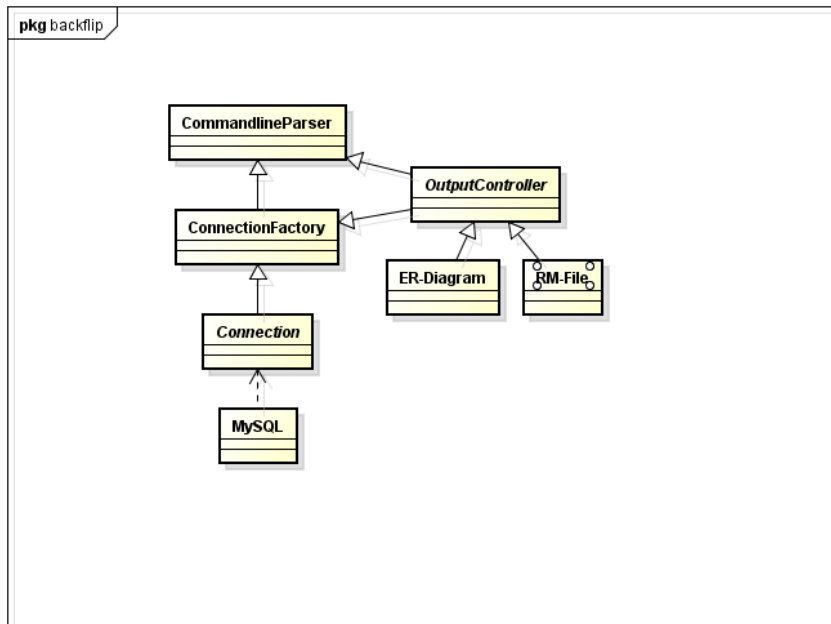 pkg backflip
CommandlineParser
OutputController
ConnectionFactory
ER-Diagram
RM-File
Connection
MySQL